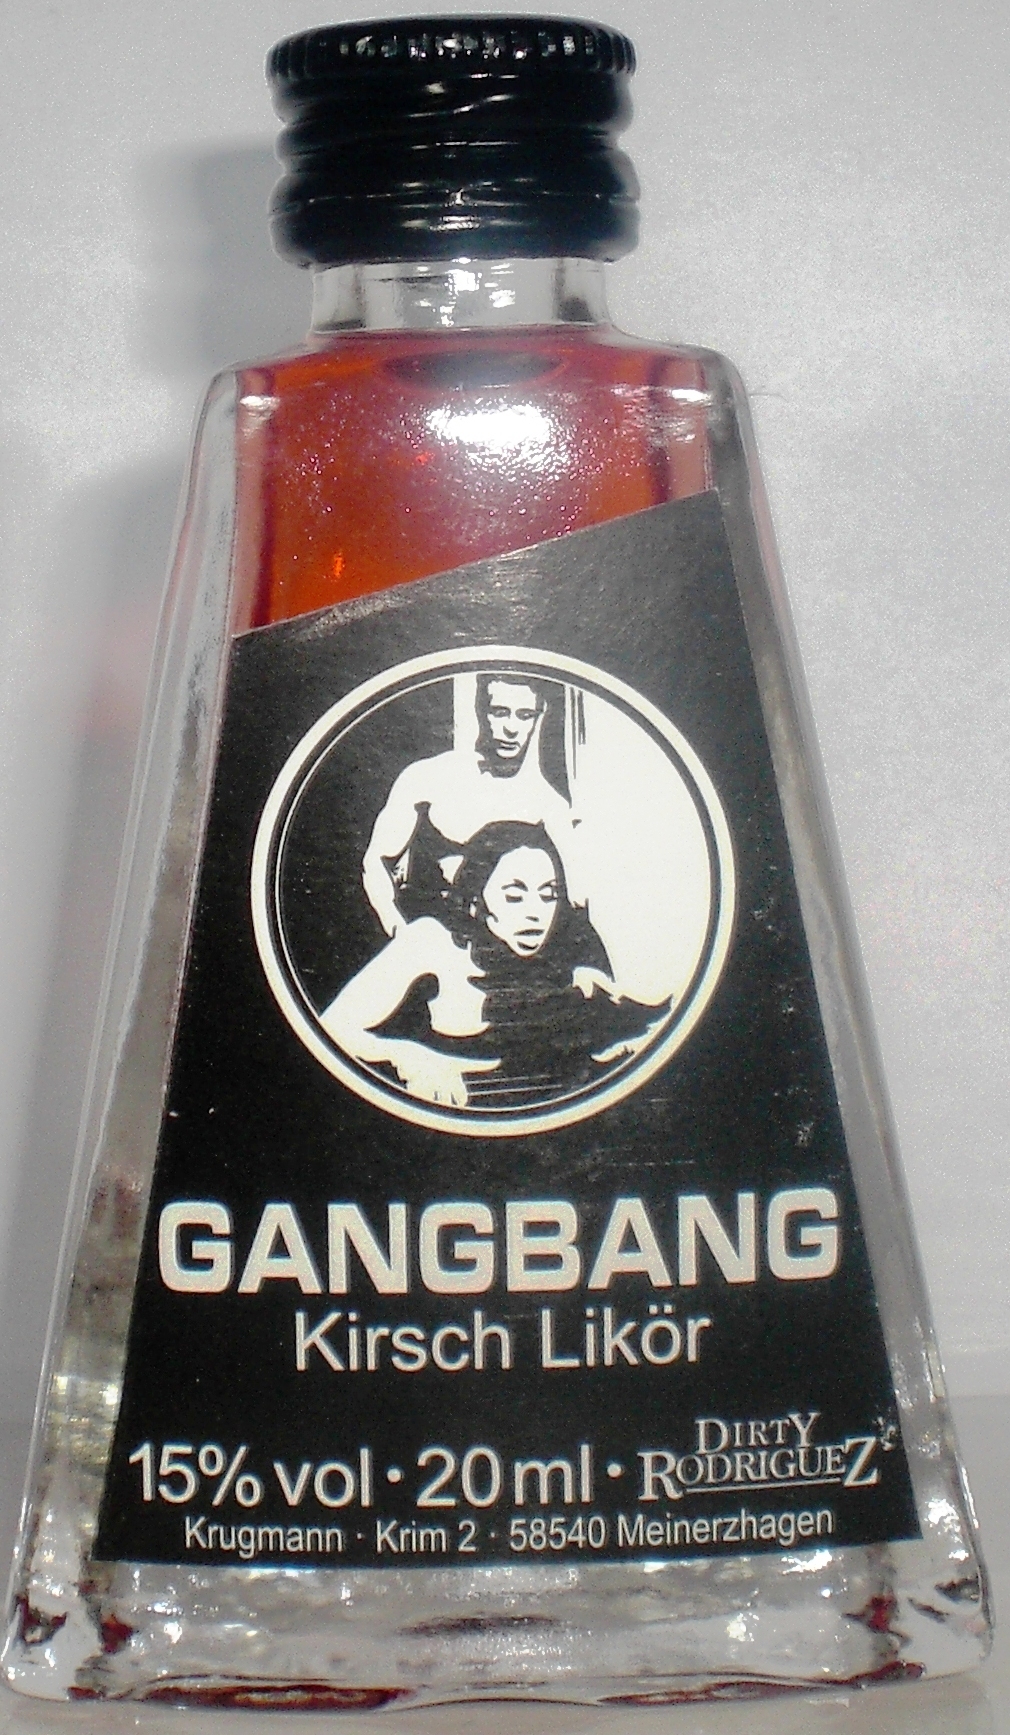 GANGBANG
Kirsch Likör
15% vol · 20 ml · DIRTY RODRIGUEZ
Krugmann · Krim 2 · 58540 Meinerzhagen